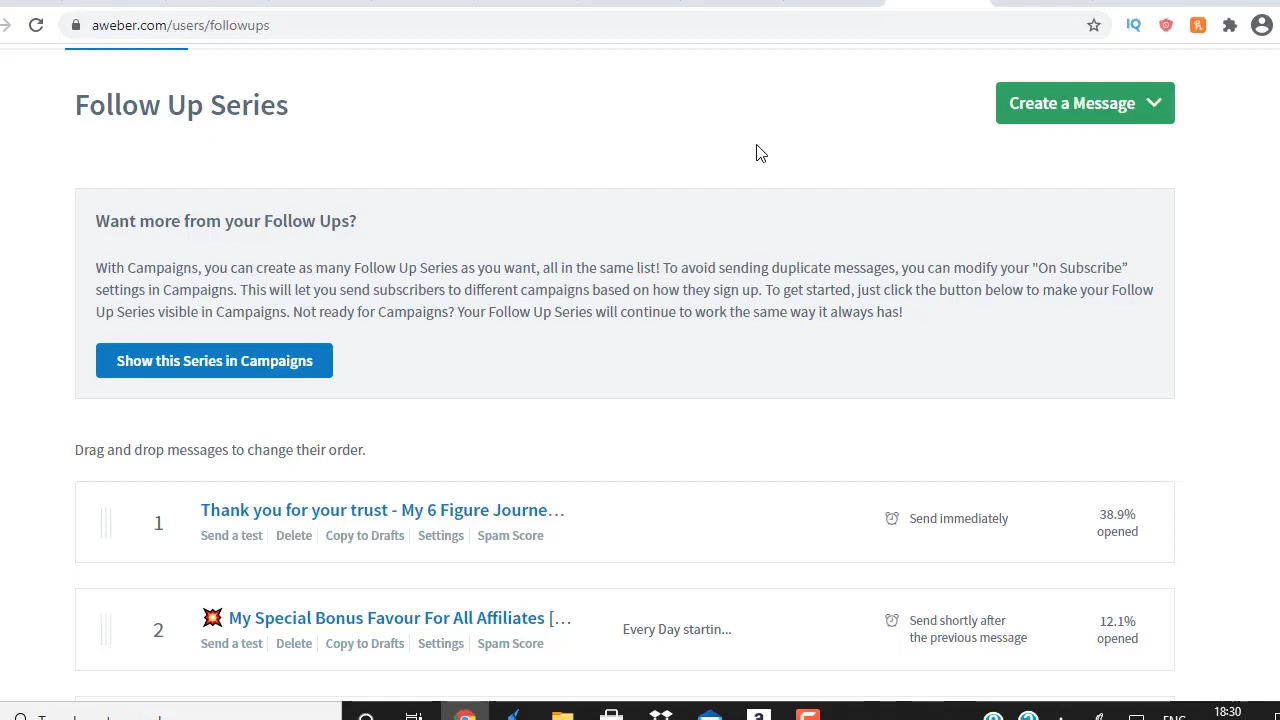 aweber.com/users/followups
Follow Up Series
Create a Message
Want more from your Follow Ups?
With Campaigns, you can create as many Follow Up Series as you want, all in the same list! To avoid sending duplicate messages, you can modify your "On Subscribe”
settings in Campaigns. This will let you send subscribers to different campaigns based on how they sign up. To get started, just click the button below to make your Follow
Up Series visible in Campaigns. Not ready for Campaigns? Your Follow Up Series will continue to work the same way it always has!
Show this Series in Campaigns
Drag and drop messages to change their order.
1
Thank you for your trust - My 6 Figure Journe…
Send a test Delete Copy to Drafts Settings Spam Score
Send immediately
38.9%
opened
2
💥 My Special Bonus Favour For All Affiliates […
Send a test Delete Copy to Drafts Settings Spam Score
Every Day startin...
Send shortly after
the previous message
12.1%
opened
18:30